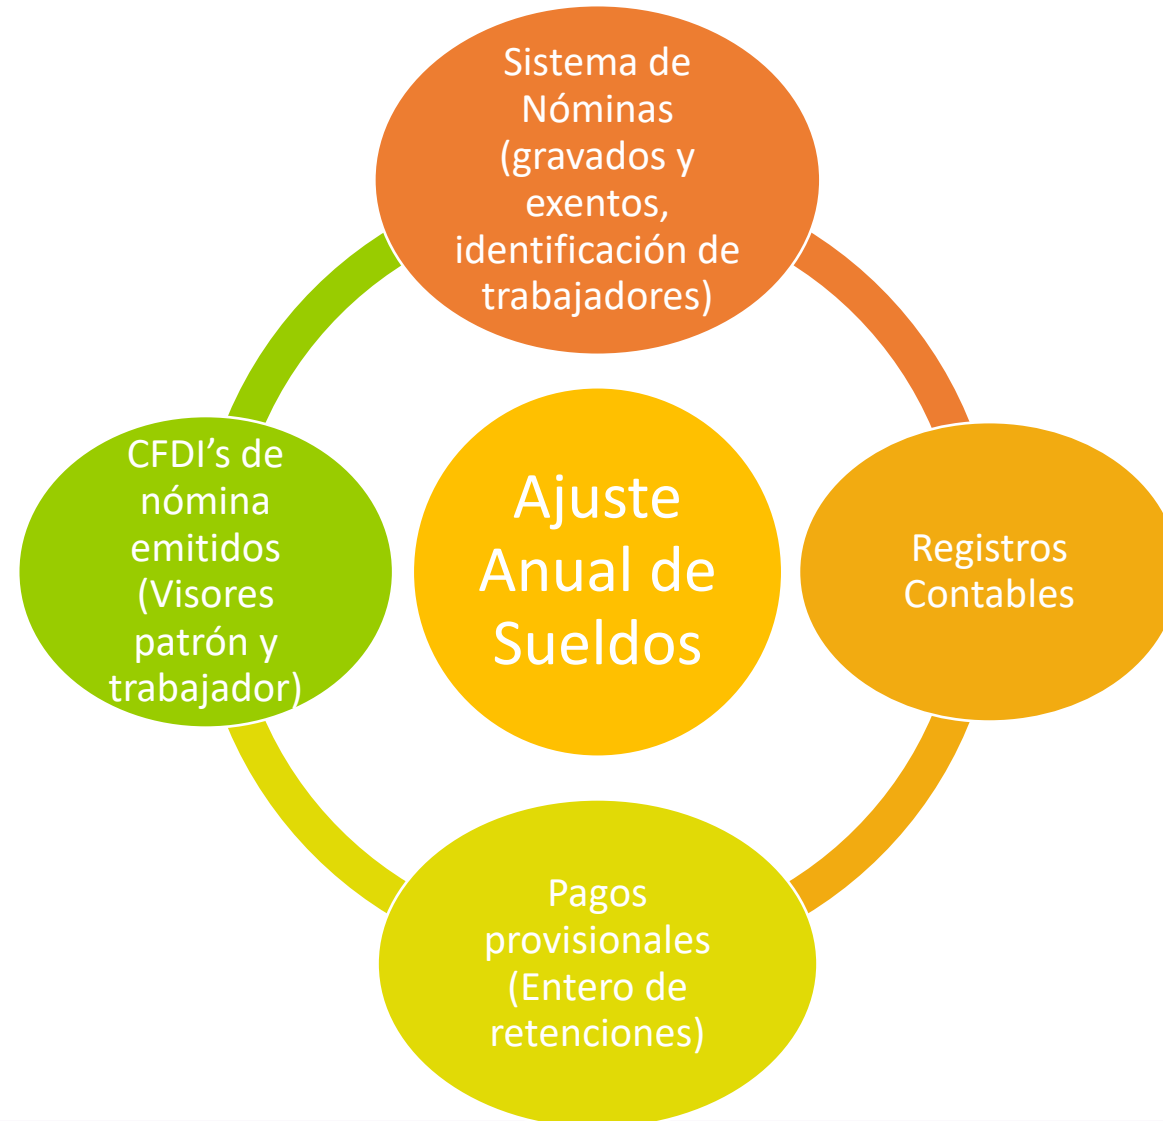 Sistema de
Nóminas
(gravados y
exentos,
identificación de
trabajadores)
CFDI’s de
nómina
emitidos
(Visores
patrón y
trabajador)
Ajuste
Anual de
Sueldos
Registros
Contables
Pagos
provisionales
(Entero de
retenciones)